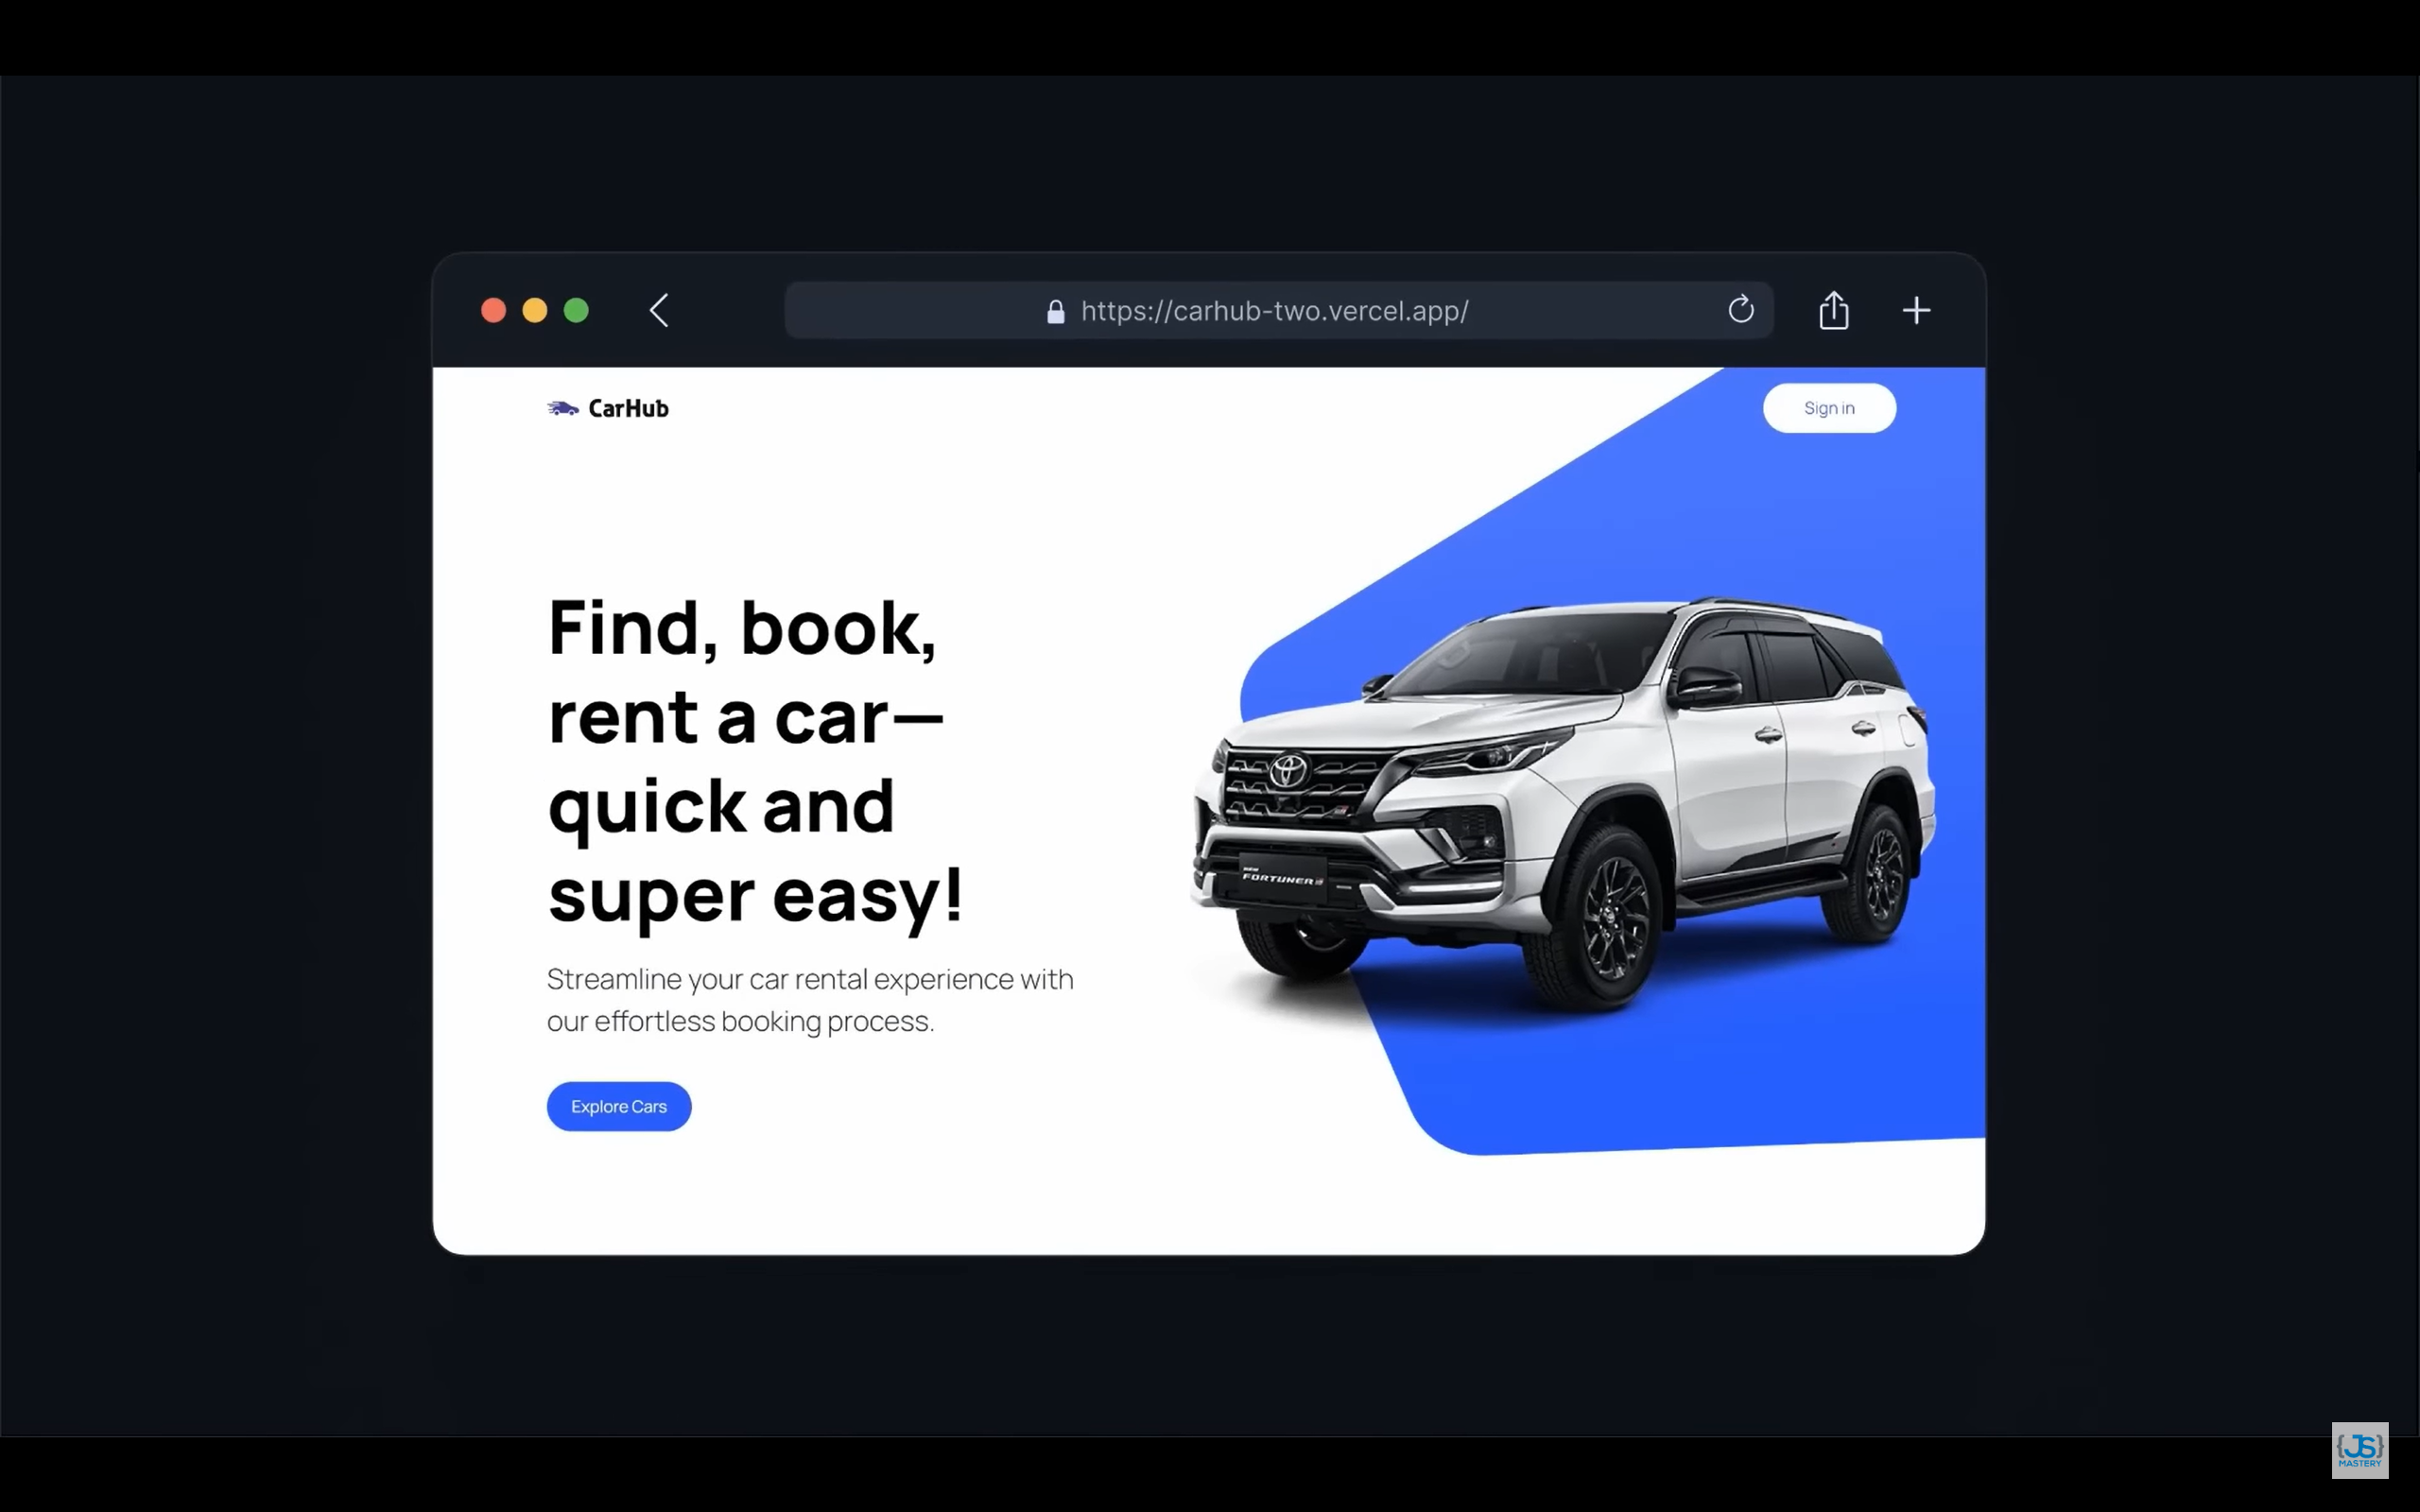 https://carhub-two.vercel.app/
CarHub
Sign in
Find, book,
rent a car—
quick and
super easy!
FORTUNER
Streamline your car rental experience with
our effortless booking process.
Explore Cars
{JS}
MASTERY